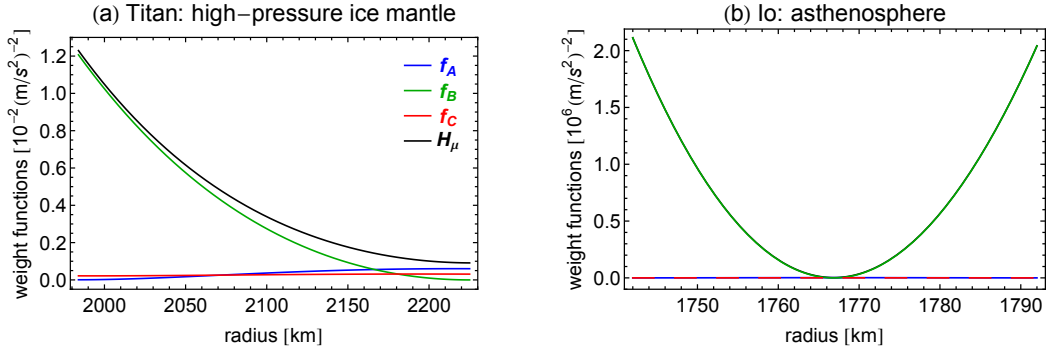 (a) Titan: high−pressure ice mantle
weight functions [10⁻² (m/s²)⁻²]
1.2
1.0
0.8
0.6
0.4
0.2
0.0
f_A
f_B
f_C
H_μ
2000 2050 2100 2150 2200
radius [km]
(b) Io: asthenosphere
weight functions [10⁶ (m/s²)⁻²]
2.0
1.5
1.0
0.5
0.0
1750 1760 1770 1780 1790
radius [km]